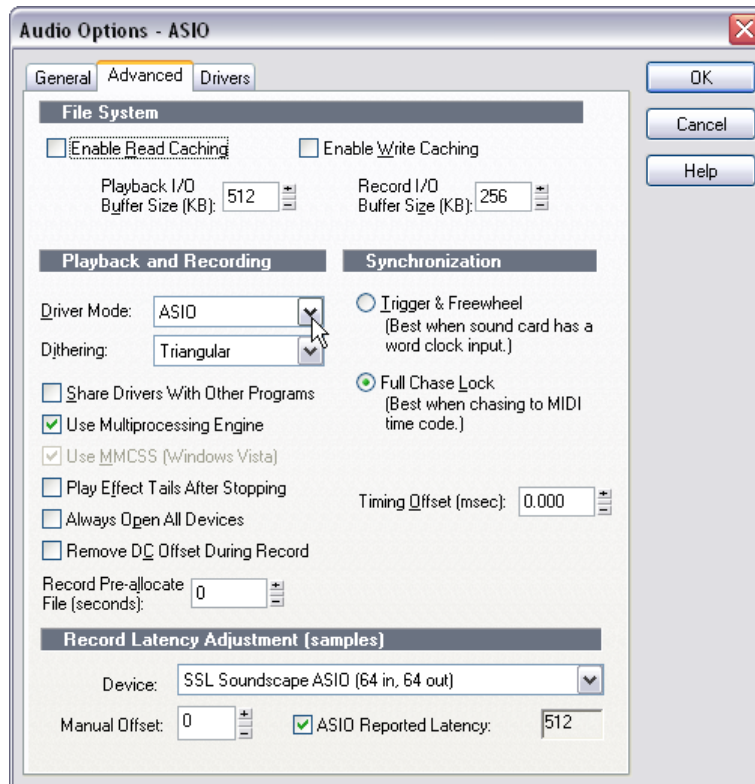 Audio Options - ASIO
General
Advanced
Drivers
OK
Cancel
Help
File System
Enable Read Caching
Enable Write Caching
Playback I/O
Buffer Size (KB): 512
Record I/O
Buffer Size (KB): 256
Playback and Recording
Driver Mode: ASIO
Dithering: Triangular
Share Drivers With Other Programs
Use Multiprocessing Engine
Use MMCSS (Windows Vista)
Play Effect Tails After Stopping
Always Open All Devices
Remove DC Offset During Record
Record Pre-allocate
File (seconds): 0
Synchronization
Trigger & Freewheel
(Best when sound card has a
word clock input.)
Full Chase Lock
(Best when chasing to MIDI
time code.)
Timing Offset (msec): 0.000
Record Latency Adjustment (samples)
Device: SSL Soundscape ASIO (64 in, 64 out)
Manual Offset: 0
ASIO Reported Latency: 512